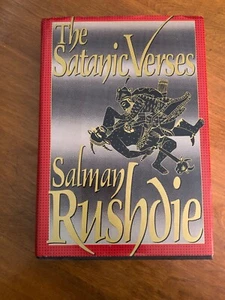 The
Satanic Verses
Salman
Rushdie